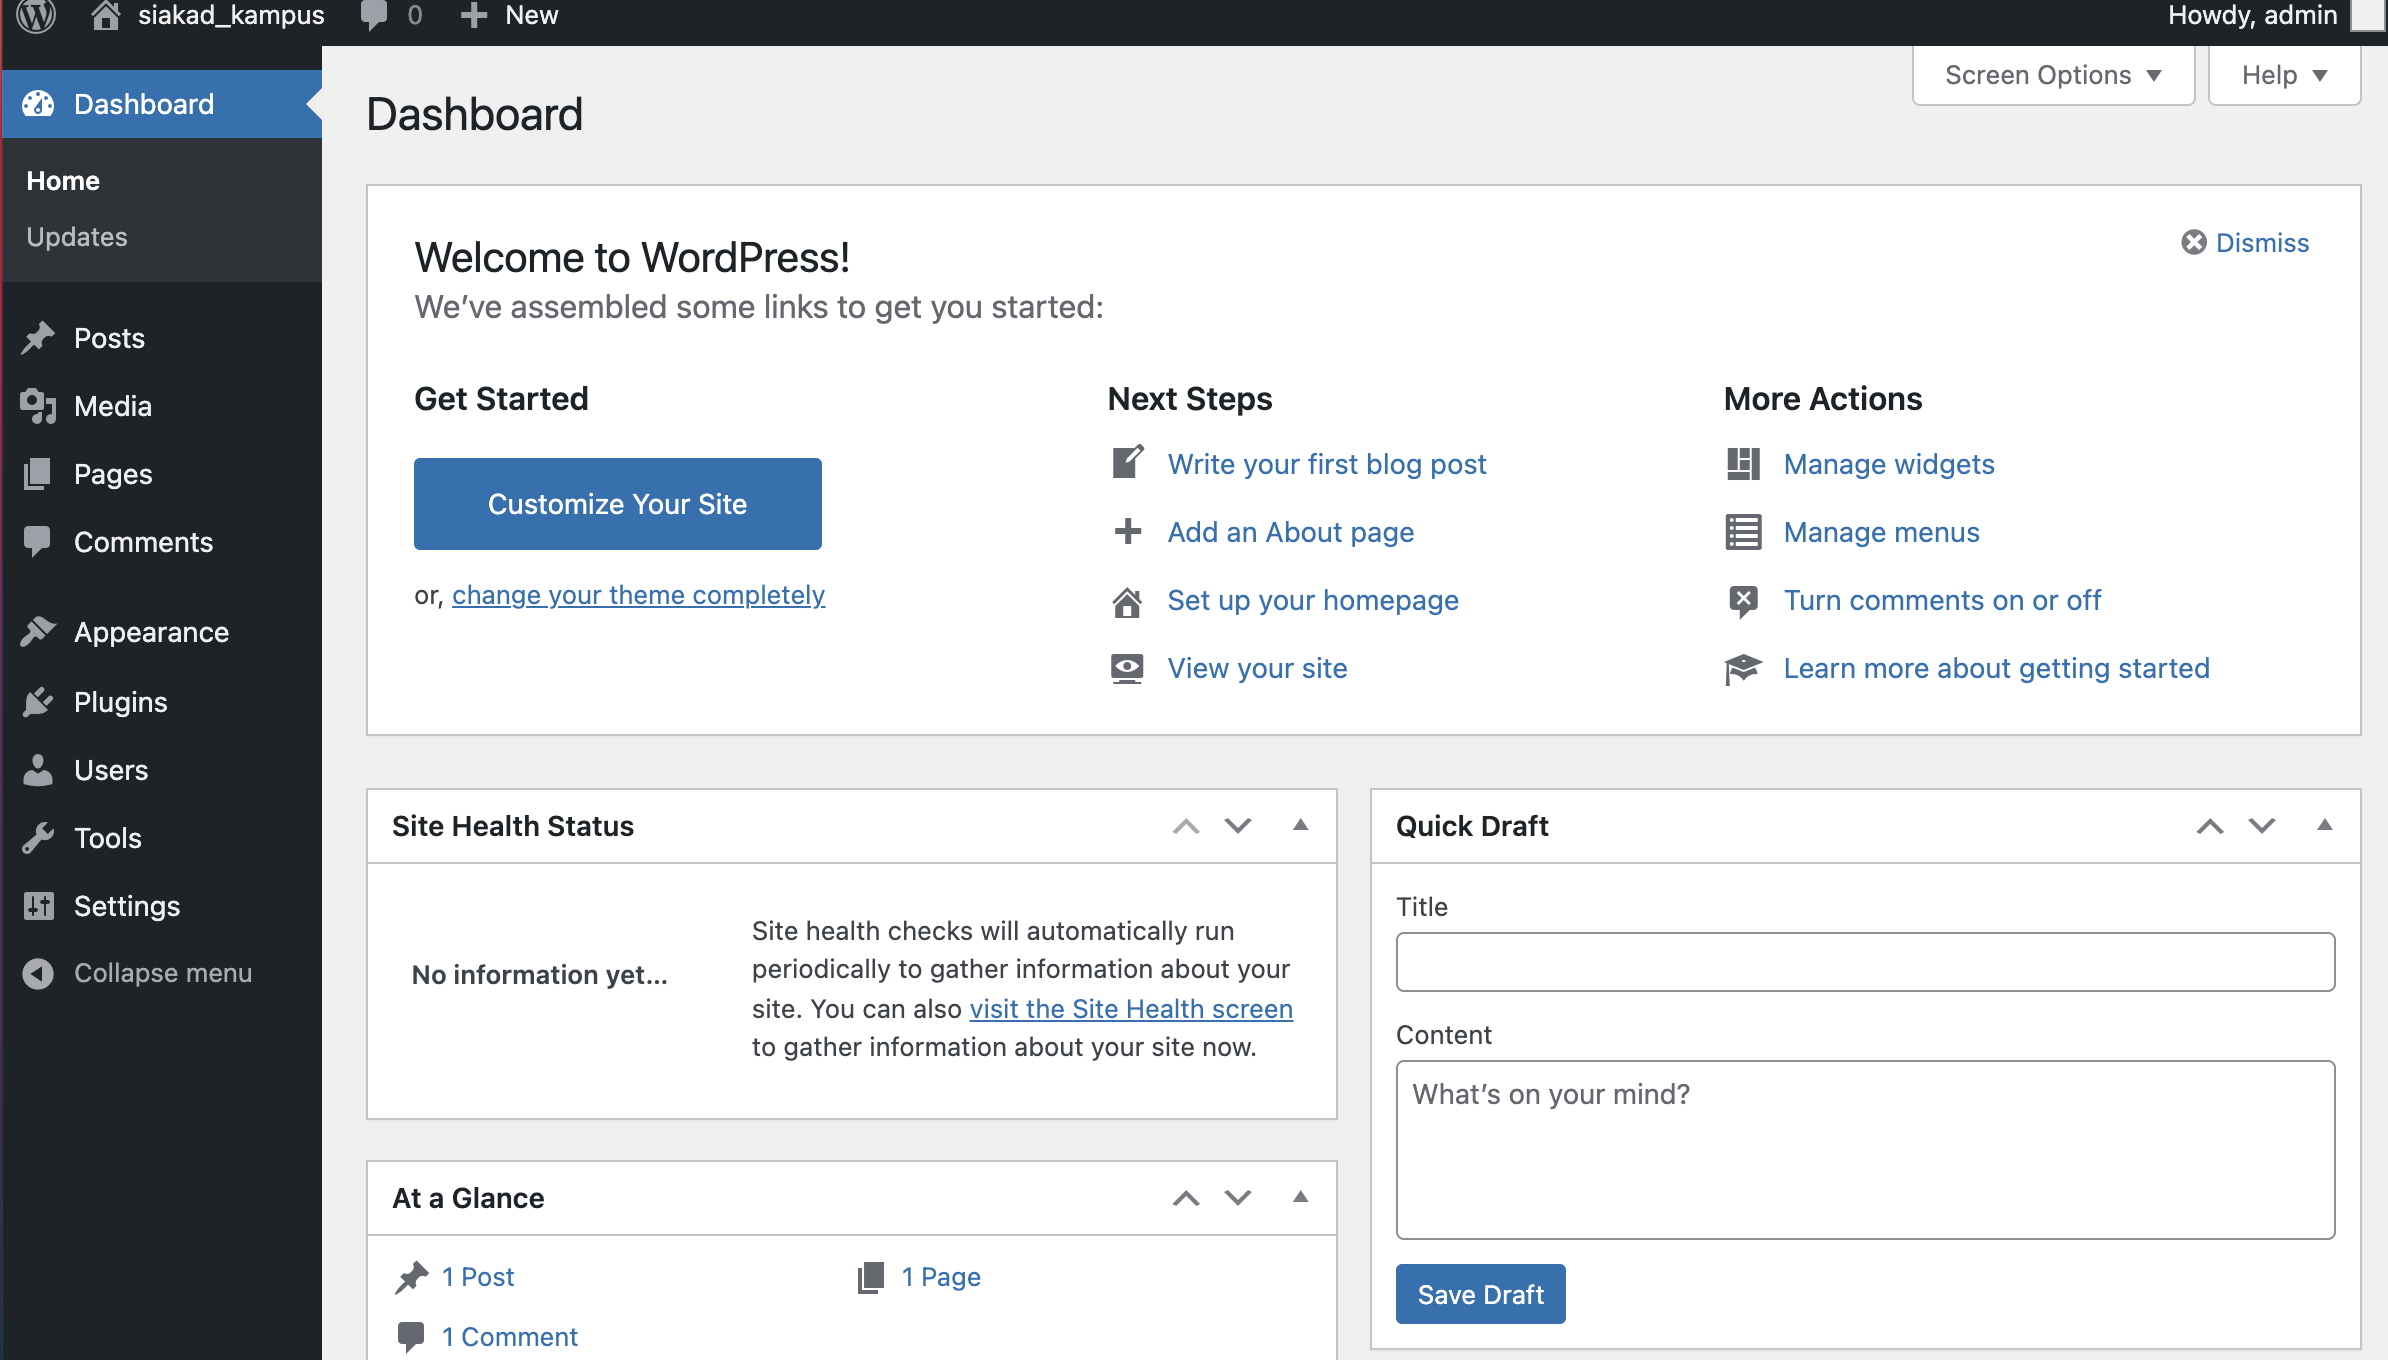 siakad_kampus 0 New Howdy, admin
Dashboard
Home
Updates
Posts
Media
Pages
Comments
Appearance
Plugins
Users
Tools
Settings
Collapse menu
Screen Options Help
Dashboard
Welcome to WordPress!
Dismiss
We’ve assembled some links to get you started:
Get Started
Customize Your Site
or, change your theme completely
Next Steps
Write your first blog post
Add an About page
Set up your homepage
View your site
More Actions
Manage widgets
Manage menus
Turn comments on or off
Learn more about getting started
Site Health Status
No information yet…
Site health checks will automatically run
periodically to gather information about your
site. You can also visit the Site Health screen
to gather information about your site now.
At a Glance
1 Post
1 Page
1 Comment
Quick Draft
Title
Content
What’s on your mind?
Save Draft